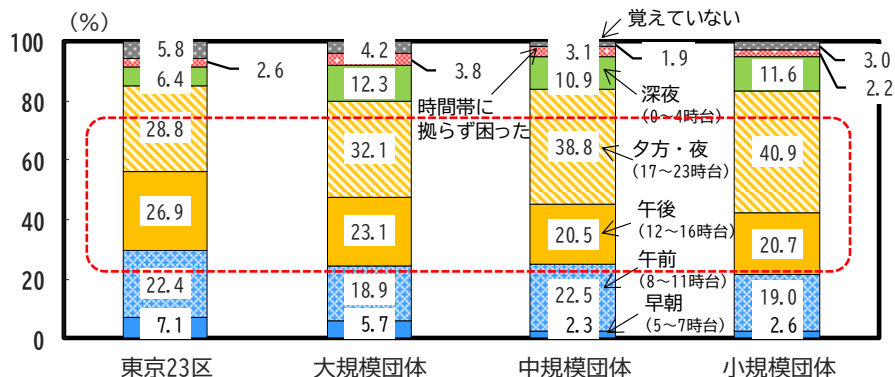 (%)
100
80
60
40
20
0
5.8
2.6
6.4
28.8
26.9
22.4
7.1
4.2
3.8
12.3
32.1
23.1
18.9
5.7
3.1
1.9
10.9
38.8
20.5
22.5
2.3
3.0
2.2
11.6
40.9
20.7
19.0
2.6
覚えていない
時間帯に
拠らず困った
深夜
(0～4時台)
夕方・夜
(17～23時台)
午後
(12～16時台)
午前
(8～11時台)
早朝
(5～7時台)
東京23区
大規模団体
中規模団体
小規模団体